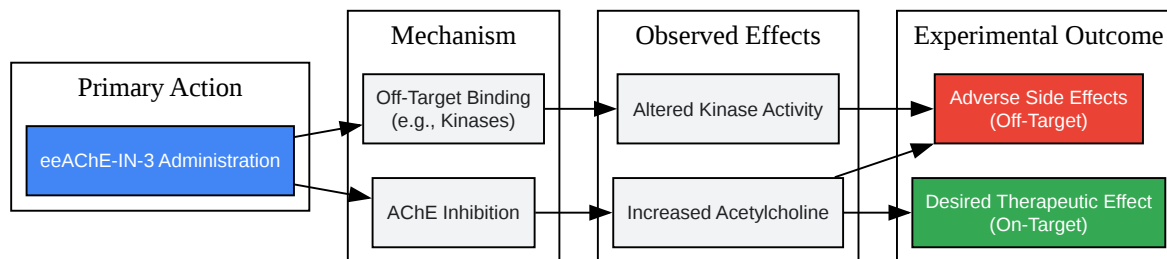 Primary Action
eeAChE-IN-3 Administration
Mechanism
Off-Target Binding
(e.g., Kinases)
AChE Inhibition
Observed Effects
Altered Kinase Activity
Increased Acetylcholine
Experimental Outcome
Adverse Side Effects
(Off-Target)
Desired Therapeutic Effect
(On-Target)